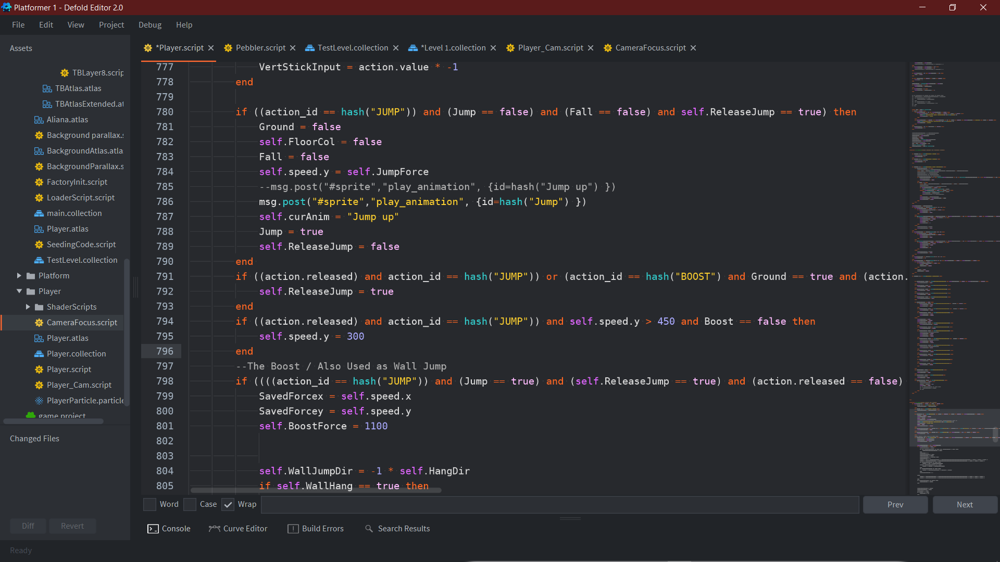 Platformer 1 - Defold Editor 2.0
File Edit View Project Debug Help
Assets
TBLayer8.scrip
TBAtlas.atlas
TBAtlasExtended.at
Aliana.atlas
Background parallax.s
BackgroundAtlas.atla
BackgroundParallax.s
FactoryInit.script
LoaderScript.script
main.collection
Player.atlas
SeedingCode.script
TestLevel.collection
Platform
Player
ShaderScripts
CameraFocus.script
Player.atlas
Player.collection
Player.script
Player_Cam.script
PlayerParticle.particle
game.project
Changed Files
Diff Revert
Ready
*Player.script Pebbler.script TestLevel.collection *Level 1.collection Player_Cam.script CameraFocus.script
777 VertStickInput = action.value * -1
778 end
779
780 if ((action_id == hash("JUMP")) and (Jump == false) and (Fall == false) and self.ReleaseJump == true) then
781 Ground = false
782 self.FloorCol = false
783 Fall = false
784 self.speed.y = self.JumpForce
785 --msg.post("#sprite","play_animation", {id=hash("Jump up") })
786 msg.post("#sprite","play_animation", {id=hash("Jump") })
787 self.curAnim = "Jump up"
788 Jump = true
789 self.ReleaseJump = false
790 end
791 if ((action.released) and action_id == hash("JUMP")) or (action_id == hash("BOOST") and Ground == true and (action.
792 self.ReleaseJump = true
793 end
794 if ((action.released) and action_id == hash("JUMP")) and self.speed.y > 450 and Boost == false then
795 self.speed.y = 300
796 end
797 --The Boost / Also Used as Wall Jump
798 if ((((action_id == hash("JUMP")) and (Jump == true) and (self.ReleaseJump == true) and (action.released == false)
799 SavedForcex = self.speed.x
800 SavedForcey = self.speed.y
801 self.BoostForce = 1100
802
803
804 self.WallJumpDir = -1 * self.HangDir
805 if self.WallHang == true then
Word Case Wrap Prev Next
Console Curve Editor Build Errors Search Results